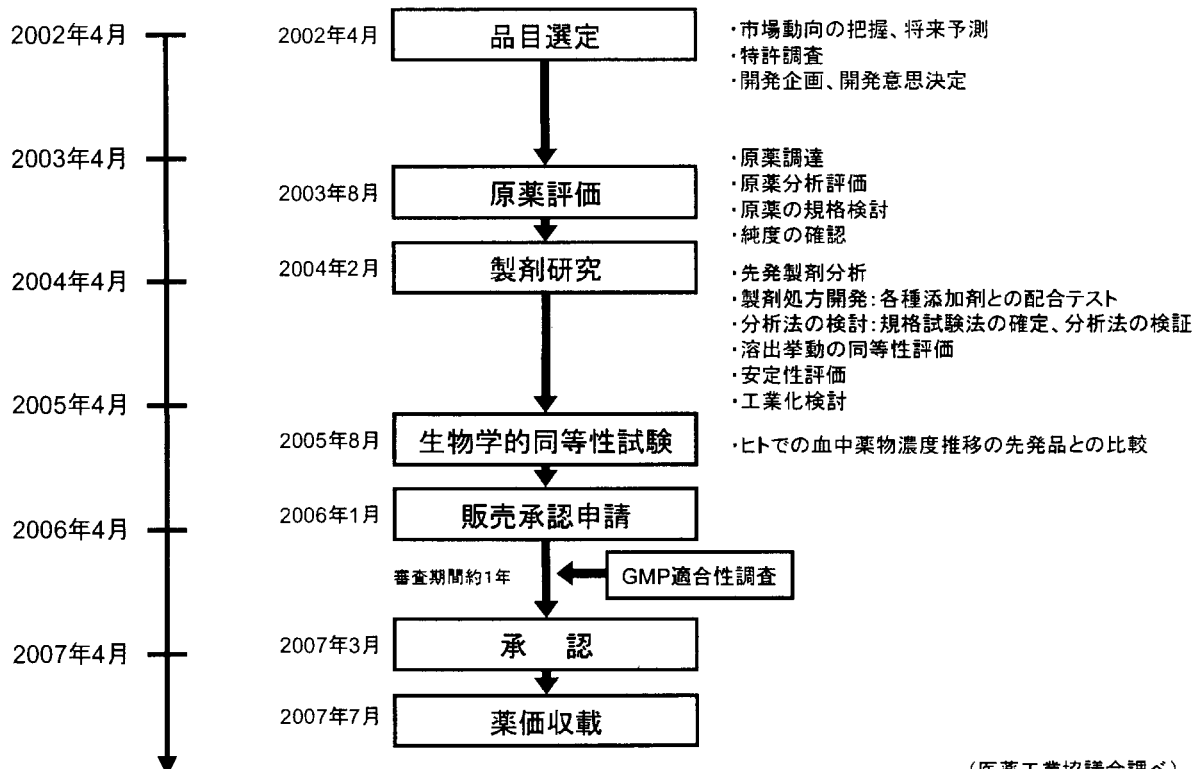 2002年4月
2002年4月
品目選定
・市場動向の把握、将来予測
・特許調査
・開発企画、開発意思決定
2003年4月
2003年8月
原薬評価
・原薬調達
・原薬分析評価
・原薬の規格検討
・純度の確認
2004年4月
2004年2月
製剤研究
・先発製剤分析
・製剤処方開発:各種添加剤との配合テスト
・分析法の検討:規格試験法の確定、分析法の検証
・溶出挙動の同等性評価
・安定性評価
・工業化検討
2005年4月
2005年8月
生物学的同等性試験
・ヒトでの血中薬物濃度推移の先発品との比較
2006年4月
2006年1月
販売承認申請
審査期間約1年
GMP適合性調査
2007年4月
2007年3月
承 認
2007年7月
薬価収載
(医薬工業協議会調べ)